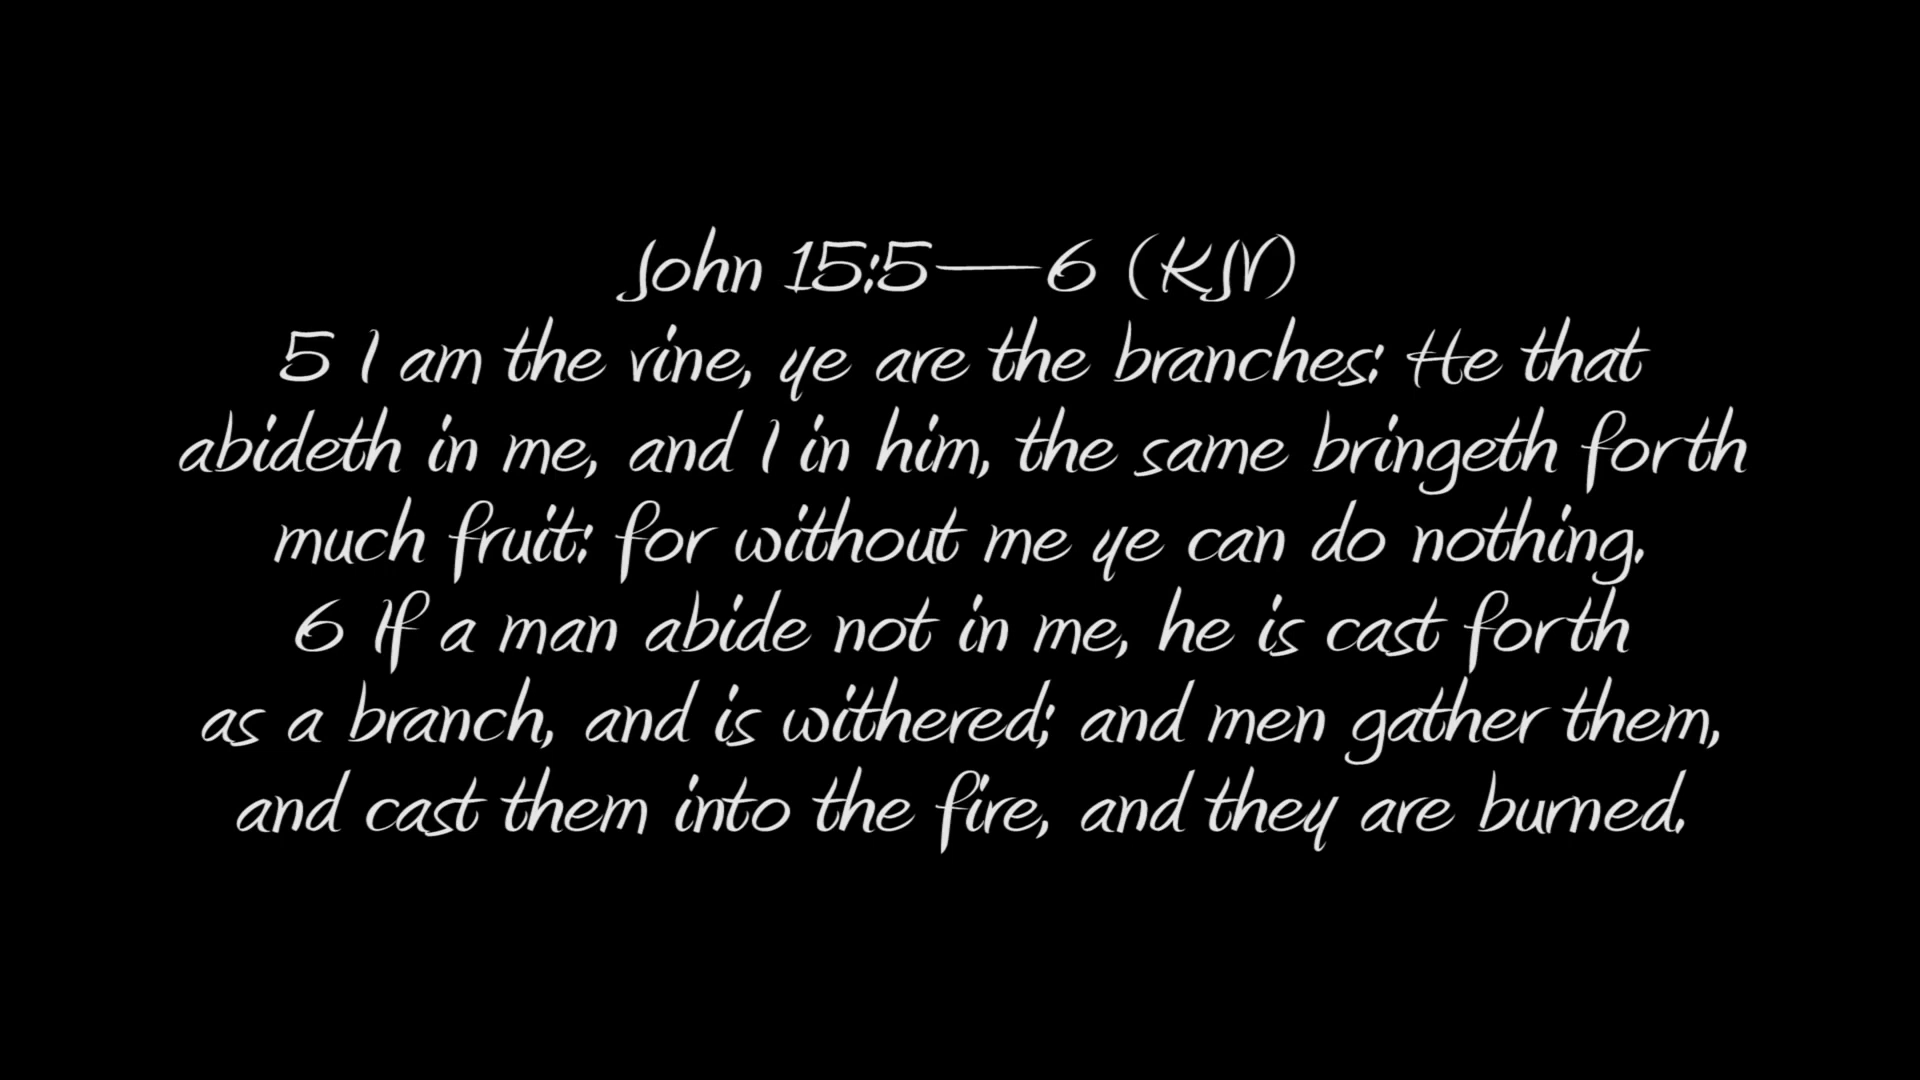 John 15:5—6 (KJV)
5 I am the vine, ye are the branches: He that
abideth in me, and I in him, the same bringeth forth
much fruit: for without me ye can do nothing.
6 If a man abide not in me, he is cast forth
as a branch, and is withered; and men gather them,
and cast them into the fire, and they are burned.